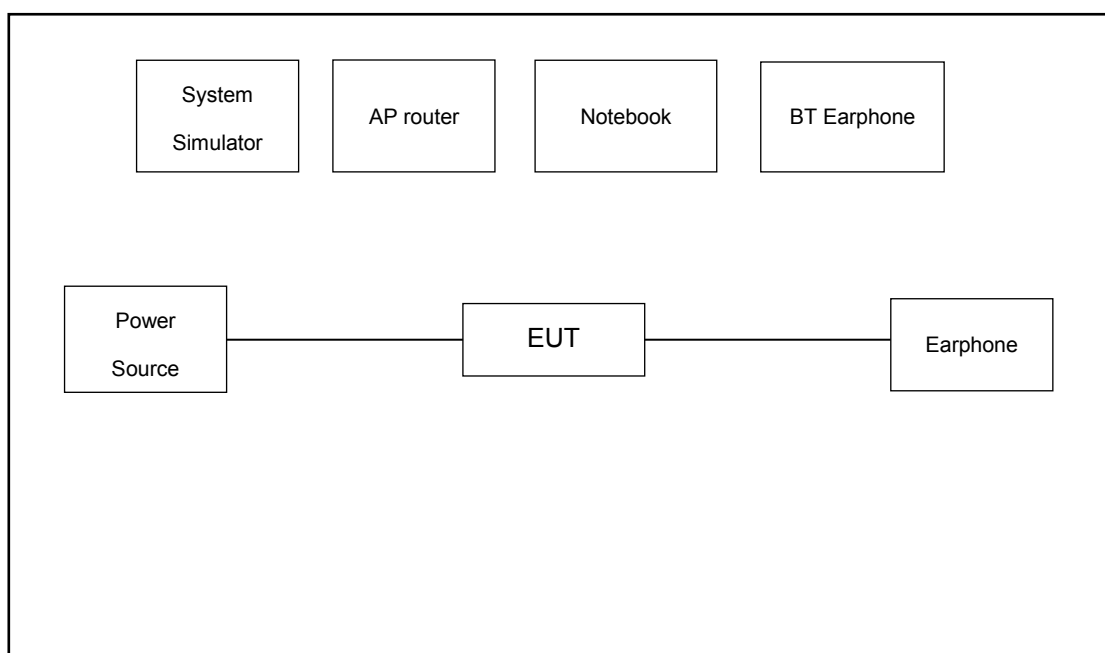 System
Simulator
AP router
Notebook
BT Earphone
Power
Source
EUT
Earphone